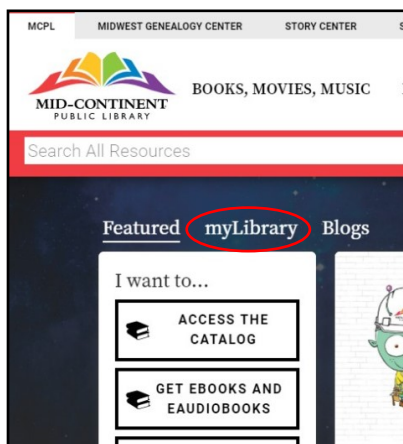 MCPL MIDWEST GENEALOGY CENTER STORY CENTER
BOOKS, MOVIES, MUSIC
MID-CONTINENT
PUBLIC LIBRARY
Search All Resources
Featured myLibrary Blogs
I want to...
ACCESS THE
CATALOG
GET EBOOKS AND
EAUDIOBOOKS